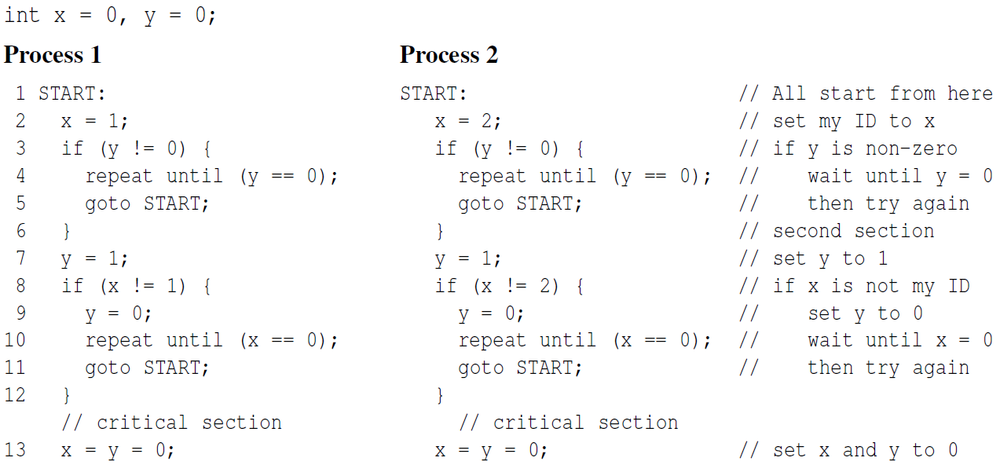 int x = 0, y = 0;
Process 1 Process 2
1 START: START: // All start from here
2 x = 1; x = 2; // set my ID to x
3 if (y != 0) { if (y != 0) { // if y is non-zero
4 repeat until (y == 0); repeat until (y == 0); // wait until y = 0
5 goto START; goto START; // then try again
6 } } // second section
7 y = 1; y = 1; // set y to 1
8 if (x != 1) { if (x != 2) { // if x is not my ID
9 y = 0; y = 0; // set y to 0
10 repeat until (x == 0); repeat until (x == 0); // wait until x = 0
11 goto START; goto START; // then try again
12 } }
// critical section // critical section
13 x = y = 0; x = y = 0; // set x and y to 0